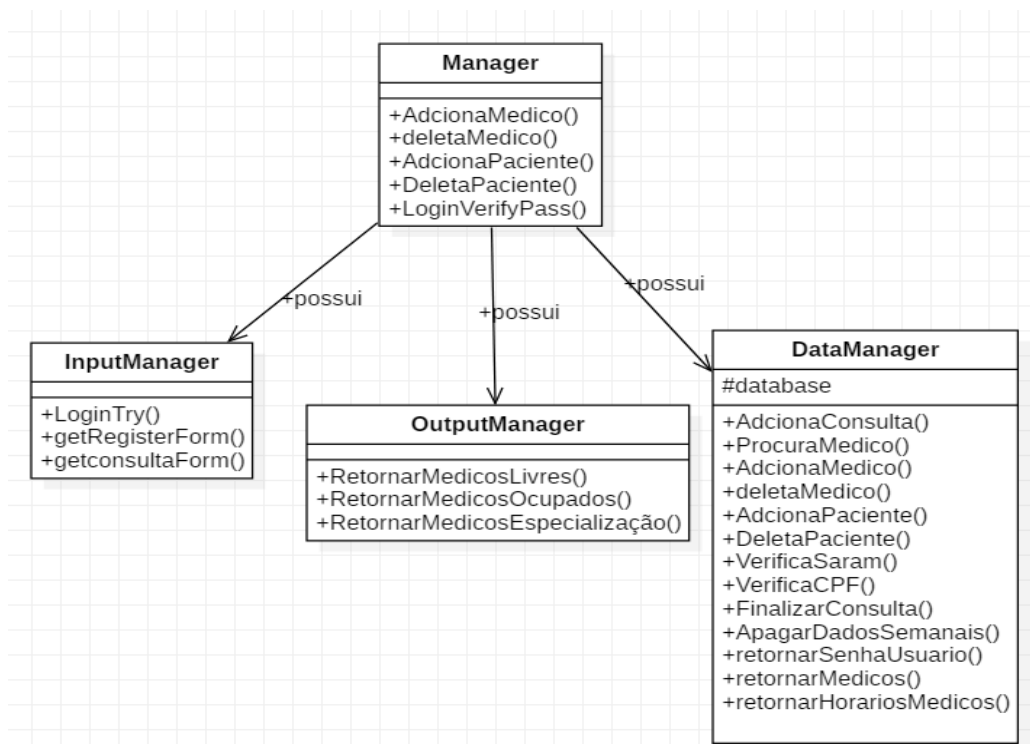 Manager
+AdcionaMedico()
+deletaMedico()
+AdcionaPaciente()
+DeletaPaciente()
+LoginVerifyPass()
+possui
+possui
+possui
InputManager
+LoginTry()
+getRegisterForm()
+getconsultaForm()
OutputManager
+RetornarMedicosLivres()
+RetornarMedicosOcupados()
+RetornarMedicosEspecialização()
DataManager
#database
+AdcionaConsulta()
+ProcuraMedico()
+AdcionaMedico()
+deletaMedico()
+AdcionaPaciente()
+DeletaPaciente()
+VerificaSaram()
+VerificaCPF()
+FinalizarConsulta()
+ApagarDadosSemanais()
+retornarSenhaUsuario()
+retornarMedicos()
+retornarHorariosMedicos()